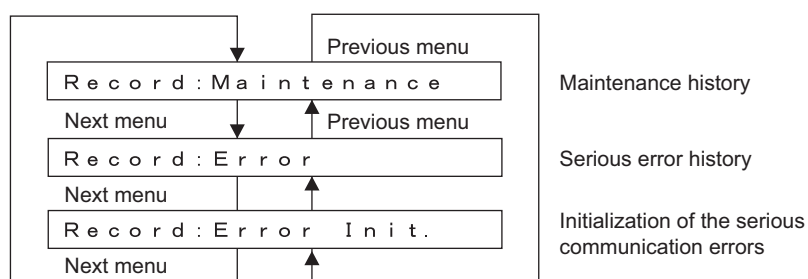 Previous menu
Record:Maintenance
Maintenance history
Next menu
Previous menu
Record:Error
Serious error history
Next menu
Record:Error Init.
Initialization of the serious
communication errors
Next menu